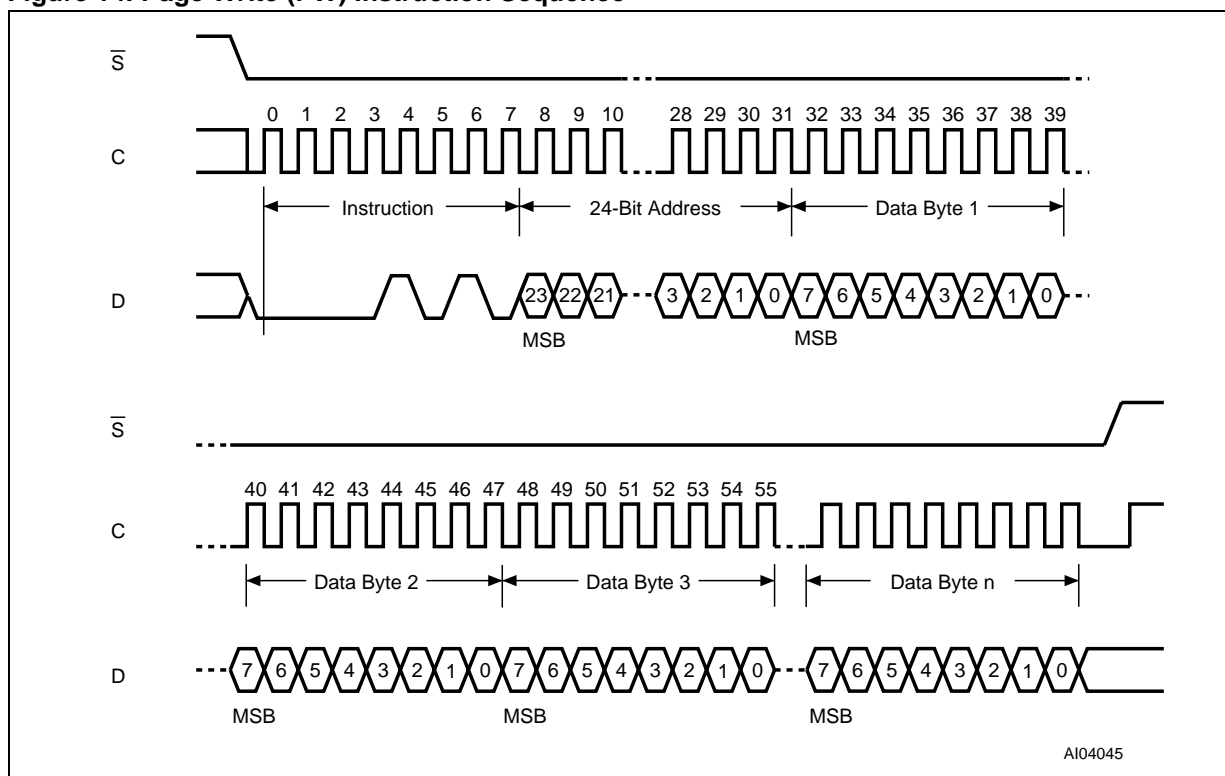 Figure Page Write (PW) Instruction Sequence
S
0 1 2 3 4 5 6 7 8 9 10 28 29 30 31 32 33 34 35 36 37 38 39
C
Instruction 24-Bit Address Data Byte 1
D 23 22 21 3 2 1 0 7 6 5 4 3 2 1 0
MSB MSB
S
40 41 42 43 44 45 46 47 48 49 50 51 52 53 54 55
C
Data Byte 2 Data Byte 3 Data Byte n
D 7 6 5 4 3 2 1 0 7 6 5 4 3 2 1 0 7 6 5 4 3 2 1 0
MSB MSB MSB
AI04045